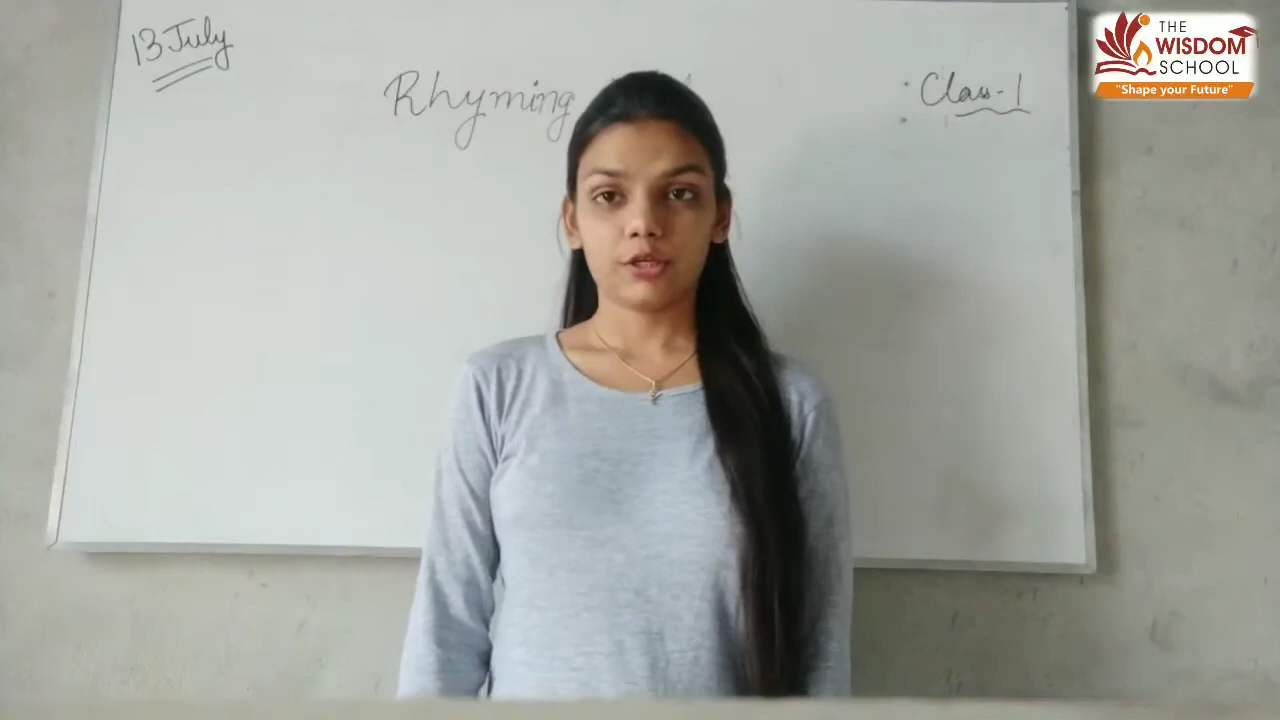 13 July
Rhyming
Class-1
THE
WISDOM
SCHOOL
"Shape your Future"